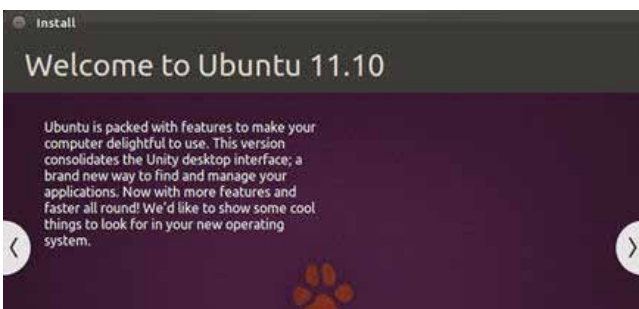 Install
Welcome to Ubuntu 11.10
Ubuntu is packed with features to make your
computer delightful to use. This version
consolidates the Unity desktop interface; a
brand new way to find and manage your
applications. Now with more features and
faster all round! We'd like to show some cool
things to look for in your new operating
system.